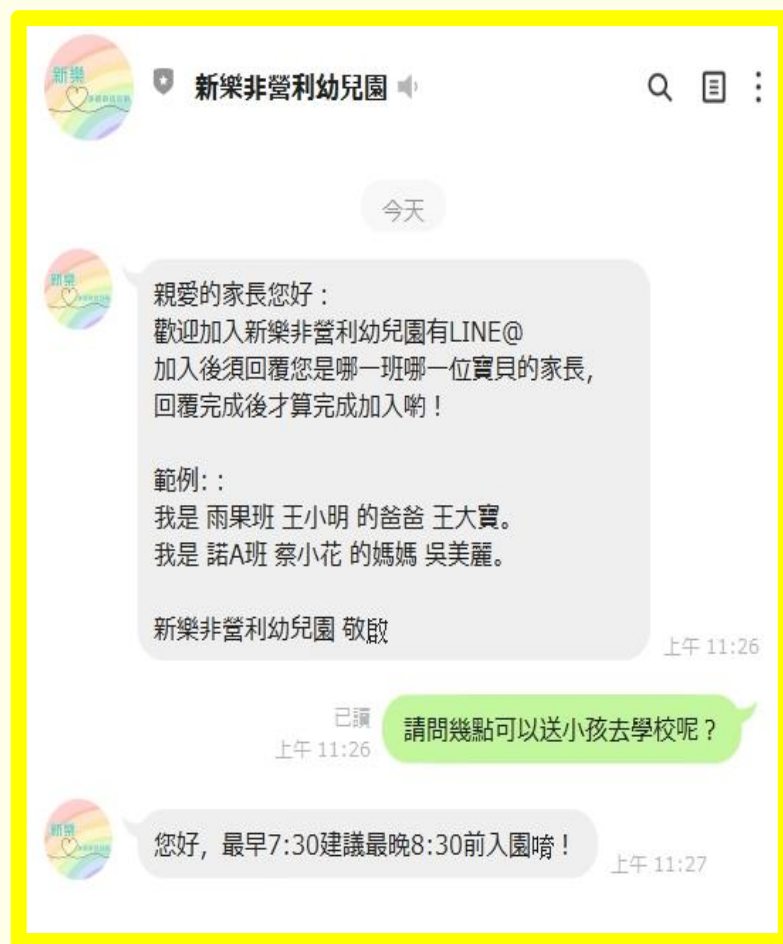 新樂
新樂非營利幼兒園
今天
新樂
親愛的家長您好：
歡迎加入新樂非營利幼兒園有LINE@
加入後須回覆您是哪一班哪一位寶貝的家長，
回覆完成後才算完成加入喲！
範例：：
我是 雨果班 王小明 的爸爸 王大寶。
我是 諾A班 蔡小花 的媽媽 吳美麗。
新樂非營利幼兒園 敬啟
上午 11:26
已讀
上午 11:26
請問幾點可以送小孩去學校呢？
新樂
您好，最早7:30建議最晚8:30前入園唷！
上午 11:27